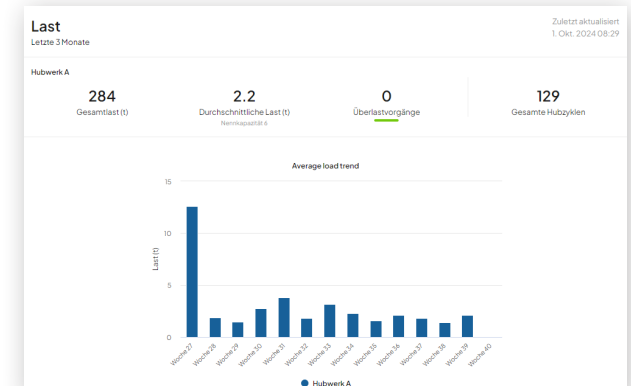 Last
Letzte 3 Monate
Zuletzt aktualisiert
1. Okt. 2024 08:29
Hubwerk A
284
Gesamtlast (t)
2.2
Durchschnittliche Last (t)
Nennkapazität 6
0
Überlastvorgänge
129
Gesamte Hubzyklen
Average load trend
Last (t)
15
10
5
0
Woche 27
Woche 28
Woche 29
Woche 30
Woche 31
Woche 32
Woche 33
Woche 34
Woche 35
Woche 36
Woche 37
Woche 38
Woche 39
Woche 40
Hubwerk A